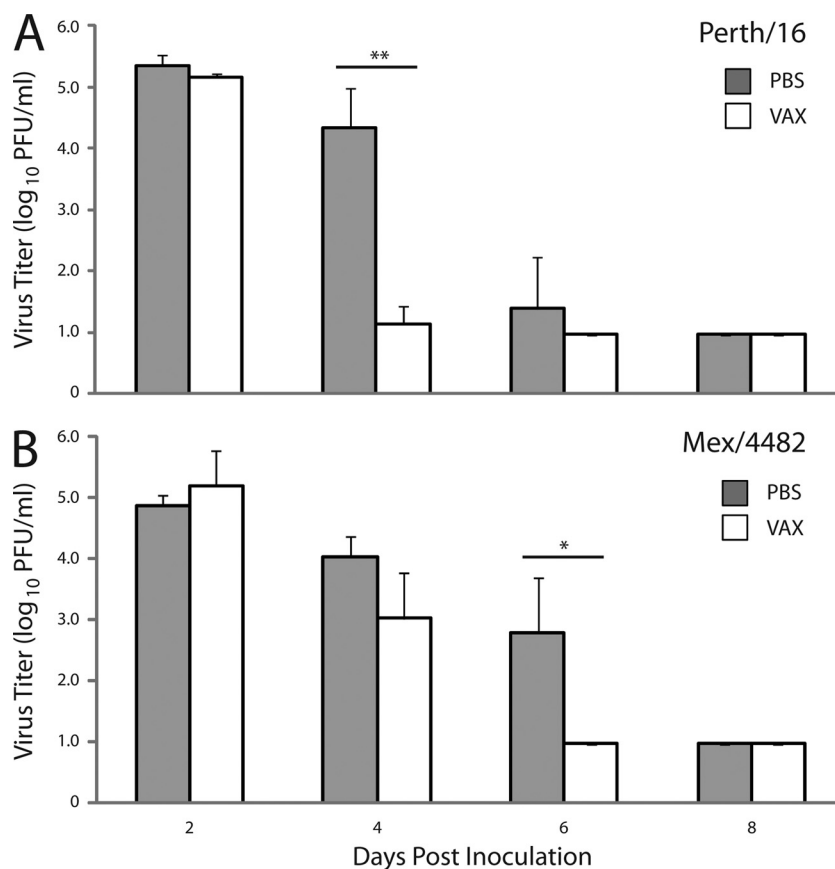 A
Perth/16
PBS
VAX
**
Virus Titer (log10 PFU/ml)
6.0
5.0
4.0
3.0
2.0
1.0
0
B
Mex/4482
PBS
VAX
*
Virus Titer (log10 PFU/ml)
6.0
5.0
4.0
3.0
2.0
1.0
0
2 4 6 8
Days Post Inoculation